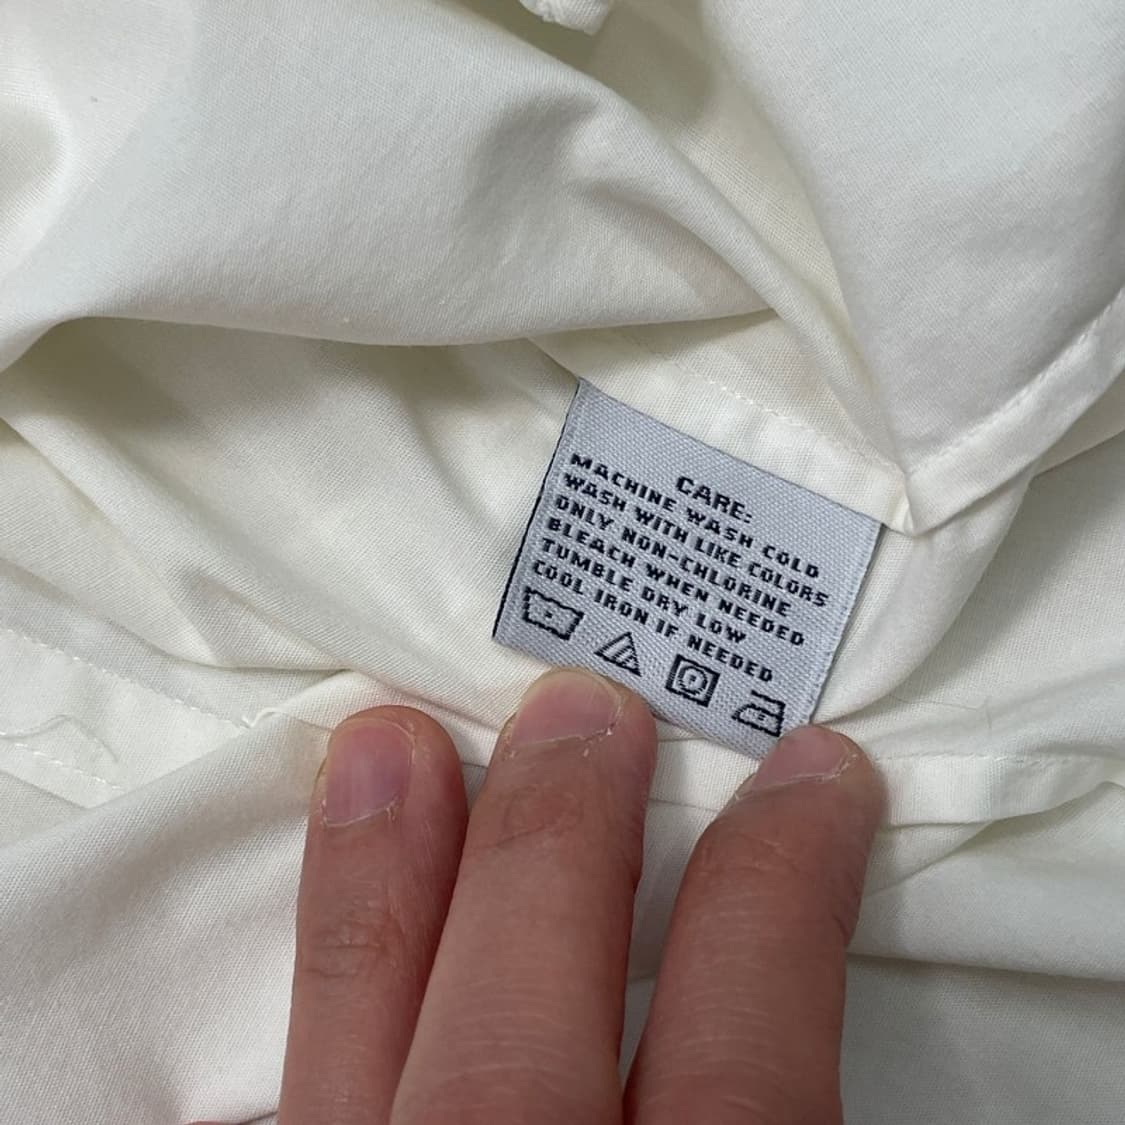 CARE:
MACHINE WASH COLD
WASH WITH LIKE COLORS
ONLY NON-CHLORINE
BLEACH WHEN NEEDED
TUMBLE DRY LOW
COOL IRON IF NEEDED